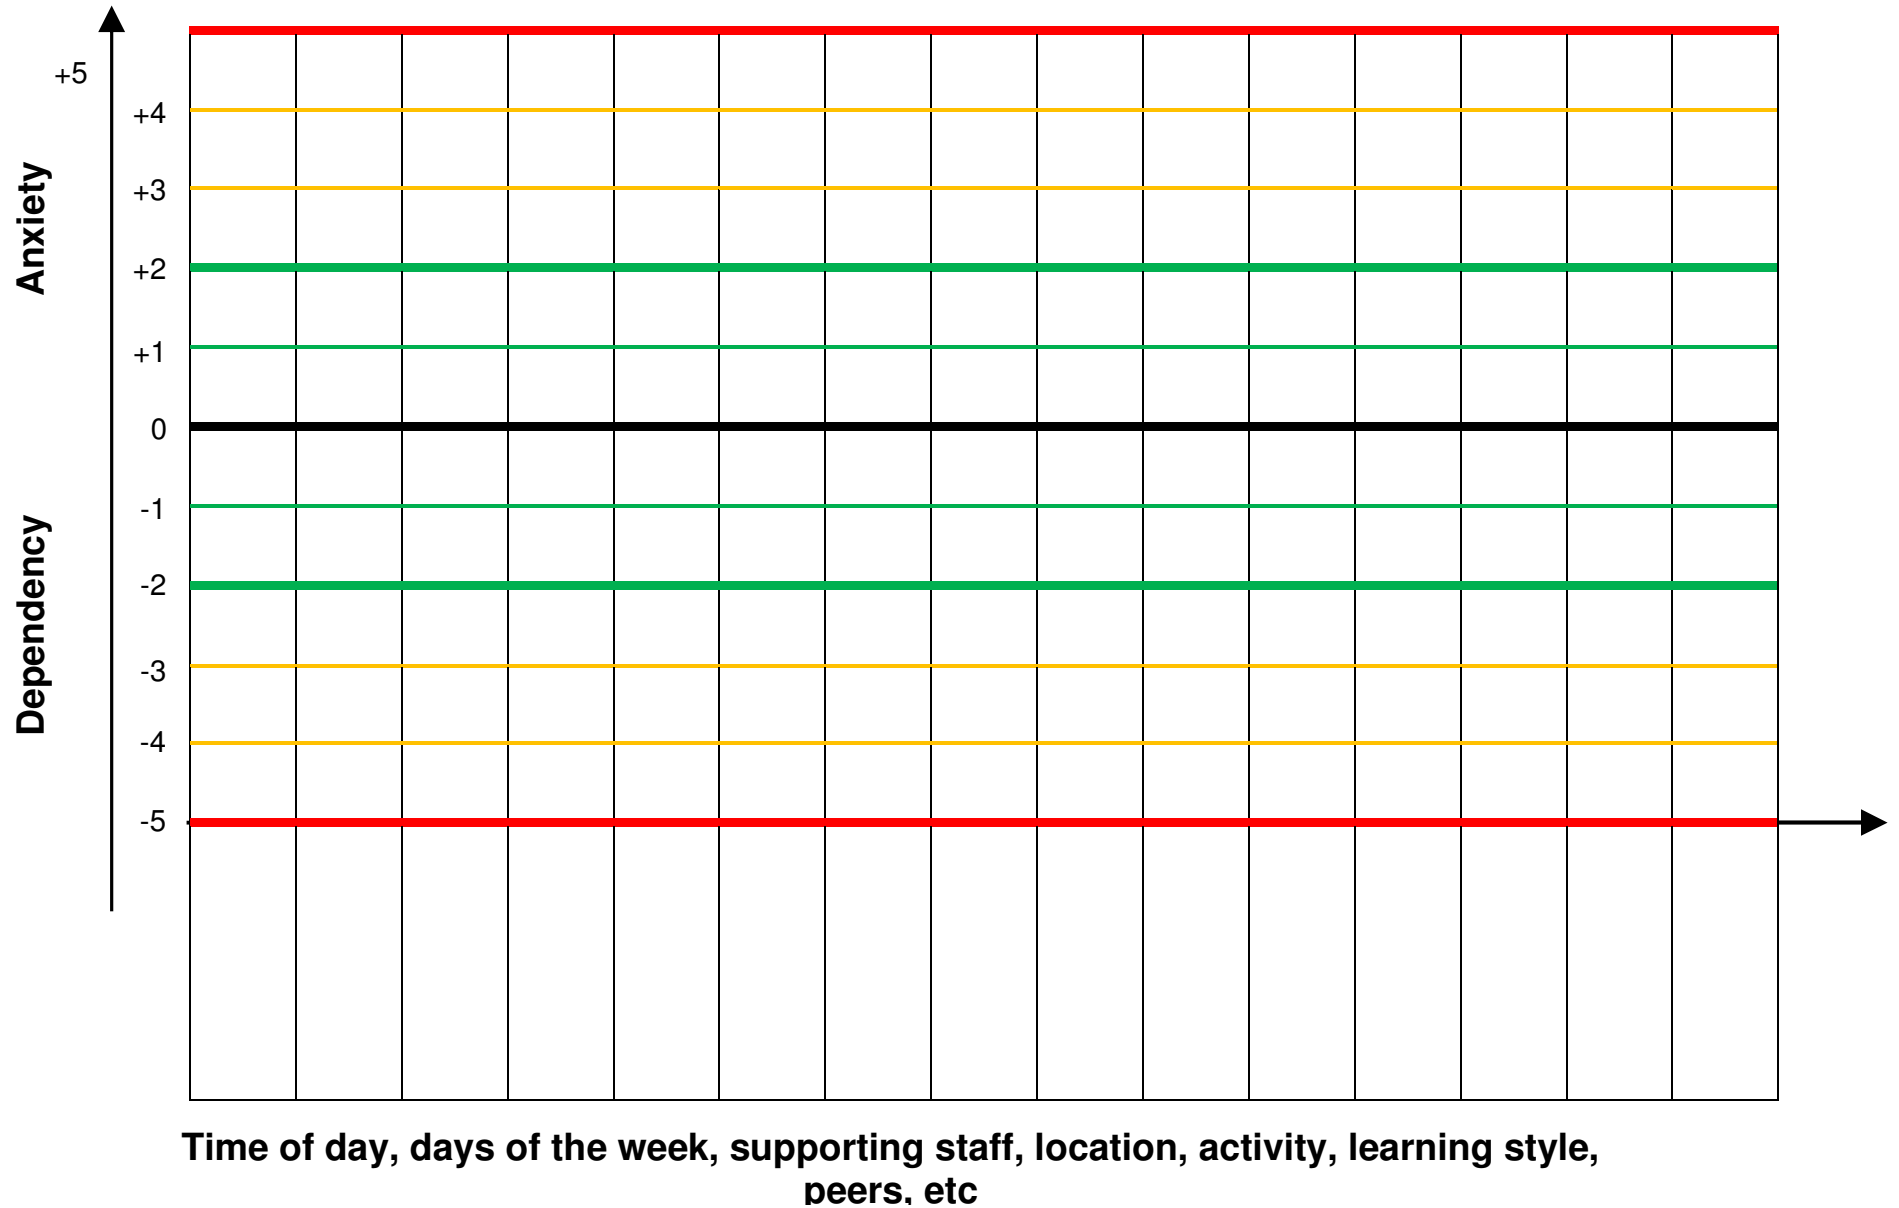 +5
+4
+3
+2
+1
0
-1
-2
-3
-4
-5
Anxiety
Dependency
Time of day, days of the week, supporting staff, location, activity, learning style,
peers, etc